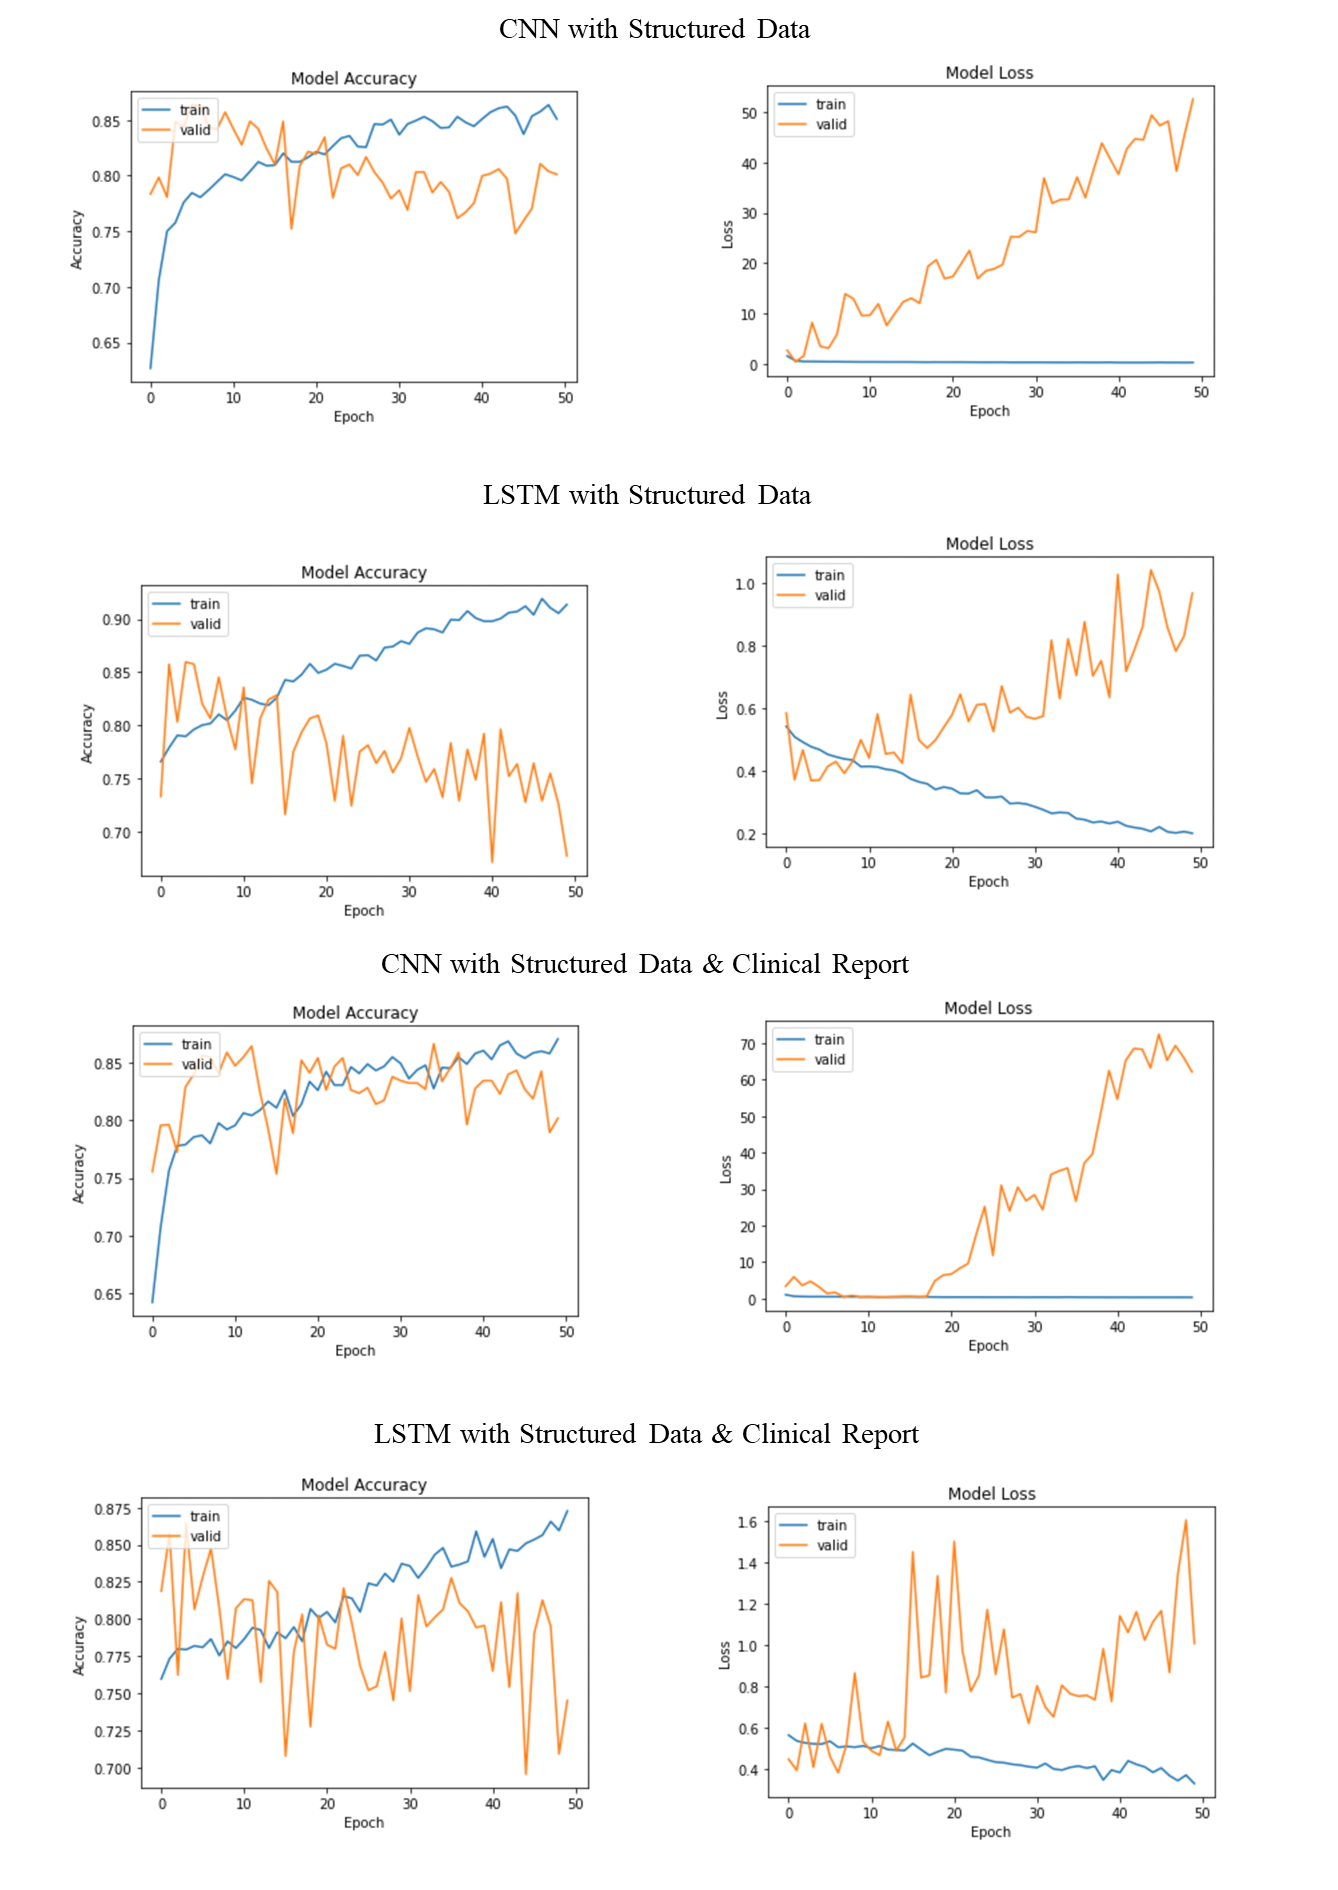 CNN with Structured Data
Model Accuracy
train
valid
0.85
0.80
0.75
0.70
0.65
Accuracy
0 10 20 30 40 50
Epoch
Model Loss
train
valid
50
40
30
20
10
0
Loss
0 10 20 30 40 50
Epoch
LSTM with Structured Data
Model Accuracy
train
valid
0.90
0.85
0.80
0.75
0.70
Accuracy
0 10 20 30 40 50
Epoch
Model Loss
train
valid
1.0
0.8
0.6
0.4
0.2
Loss
0 10 20 30 40 50
Epoch
CNN with Structured Data & Clinical Report
Model Accuracy
train
valid
0.85
0.80
0.75
0.70
0.65
Accuracy
0 10 20 30 40 50
Epoch
Model Loss
train
valid
70
60
50
40
30
20
10
0
Loss
0 10 20 30 40 50
Epoch
LSTM with Structured Data & Clinical Report
Model Accuracy
train
valid
0.875
0.850
0.825
0.800
0.775
0.750
0.725
0.700
Accuracy
0 10 20 30 40 50
Epoch
Model Loss
train
valid
1.6
1.4
1.2
1.0
0.8
0.6
0.4
Loss
0 10 20 30 40 50
Epoch